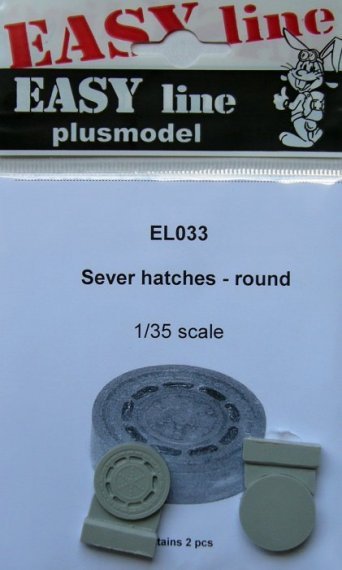 EASY line
EASY line
plusmodel
EL033
Sever hatches - round
1/35 scale
tains 2 pcs